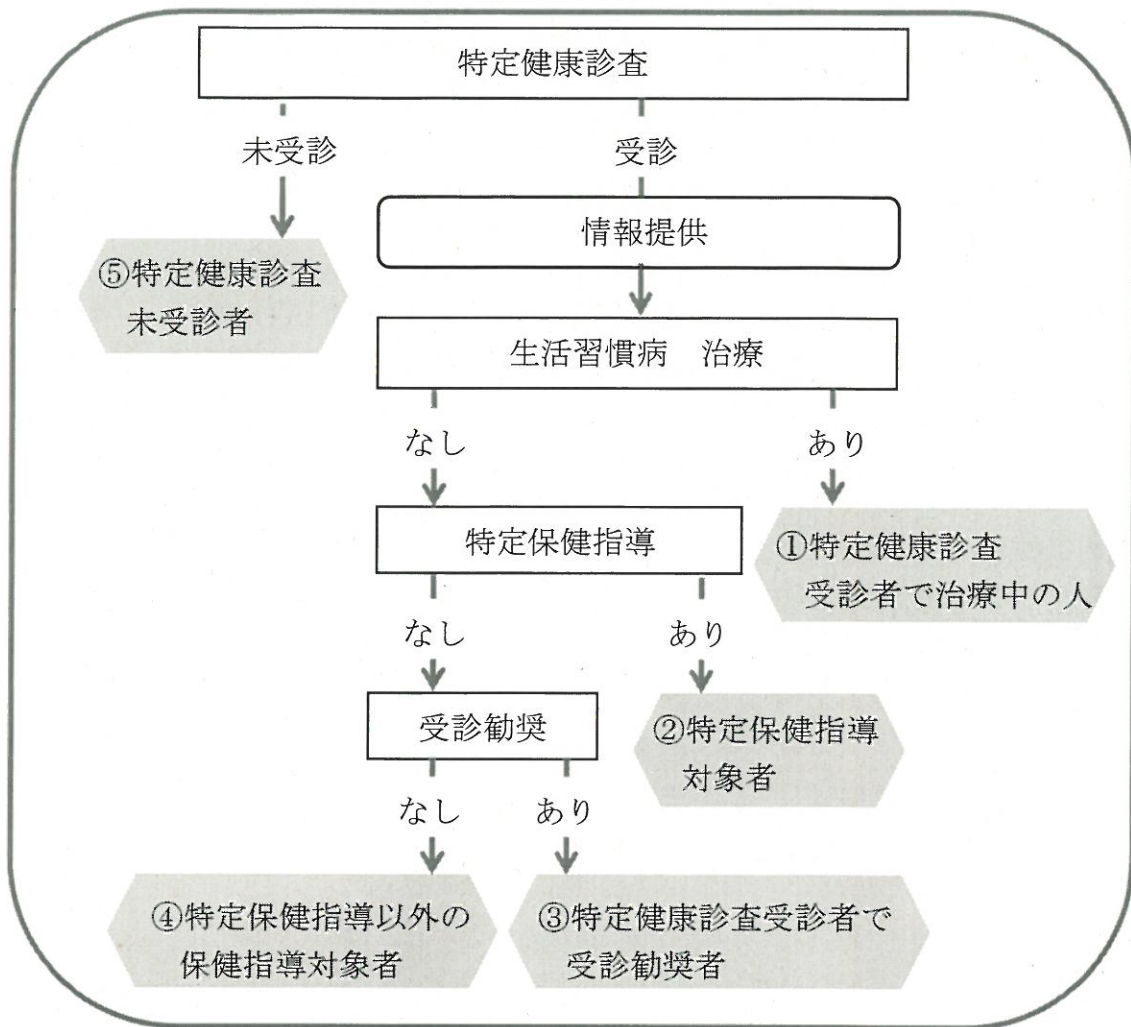 特定健康診査
未受診
受診
情報提供
⑤特定健康診査
未受診者
生活習慣病　治療
なし
あり
特定保健指導
①特定健康診査
受診者で治療中の人
なし
あり
受診勧奨
②特定保健指導
対象者
なし
あり
④特定保健指導以外の
保健指導対象者
③特定健康診査受診者で
受診勧奨者